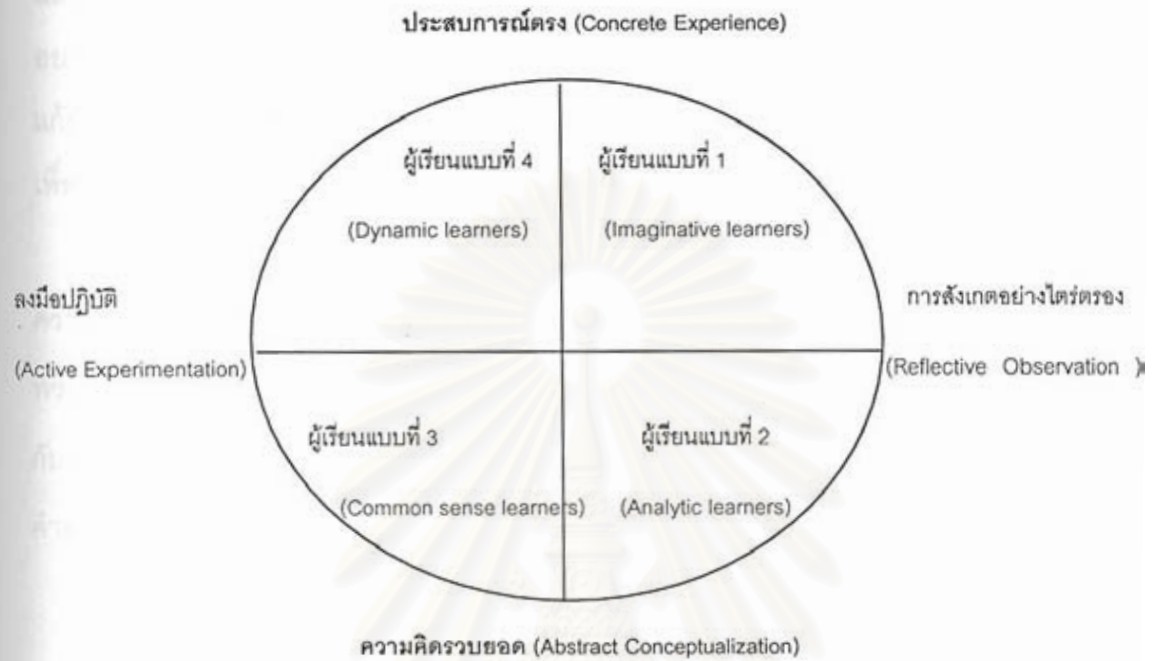 ประสบการณ์ตรง (Concrete Experience)
ผู้เรียนแบบที่ 4
ผู้เรียนแบบที่ 1
(Dynamic learners)
(Imaginative learners)
ลงมือปฏิบัติ
การสังเกตอย่างไตร่ตรอง
(Active Experimentation)
(Reflective Observation )
ผู้เรียนแบบที่ 3
ผู้เรียนแบบที่ 2
(Common sense learners)
(Analytic learners)
ความคิดรวบยอด (Abstract Conceptualization)